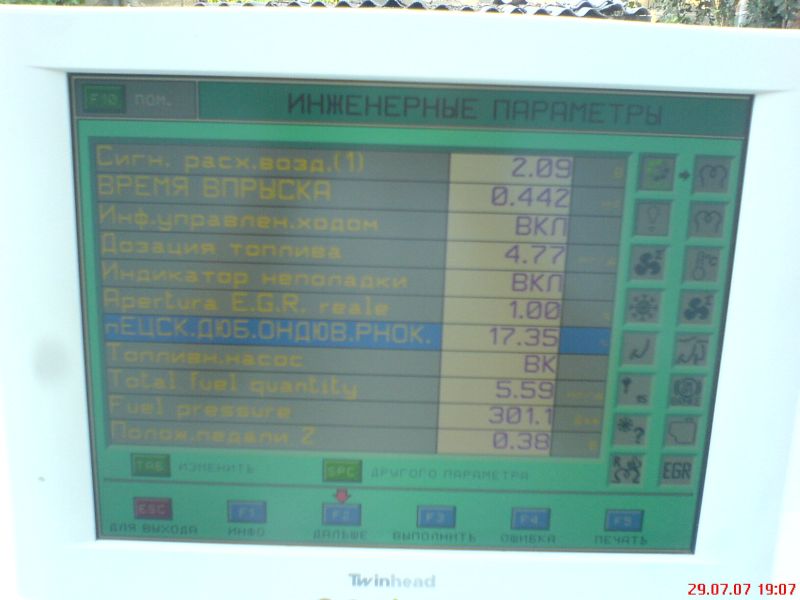 F10 ПОМ. ИНЖЕНЕРНЫЕ ПАРАМЕТРЫ
Сигн. расх.возд.(1) 2.09 В
ВРЕМЯ ВПРЫСКА 0.442
Инф.управлен.ходом ВКЛ
Дозация топлива 4.77
Индикатор неполадки ВКЛ
Apertura E.G.R. reale 1.00
пЕЦСК.ДЮБ.ОНДЮВ.РНОК. 17.35
Топливн.насос ВК
Total fuel quantity 5.59
Fuel pressure 301.1
Полож.педали 2 0.38
EGR
TAB ИЗМЕНИТЬ SPC ДРУГОГО ПАРАМЕТРА
ESC F1 F2 F3 F4 F5
ДЛЯ ВЫХОДА ИНФО ДАЛЬШЕ ВЫПОЛНИТЬ ОШИБКА ПЕЧАТЬ
Twinhead
29.07.07 19:07